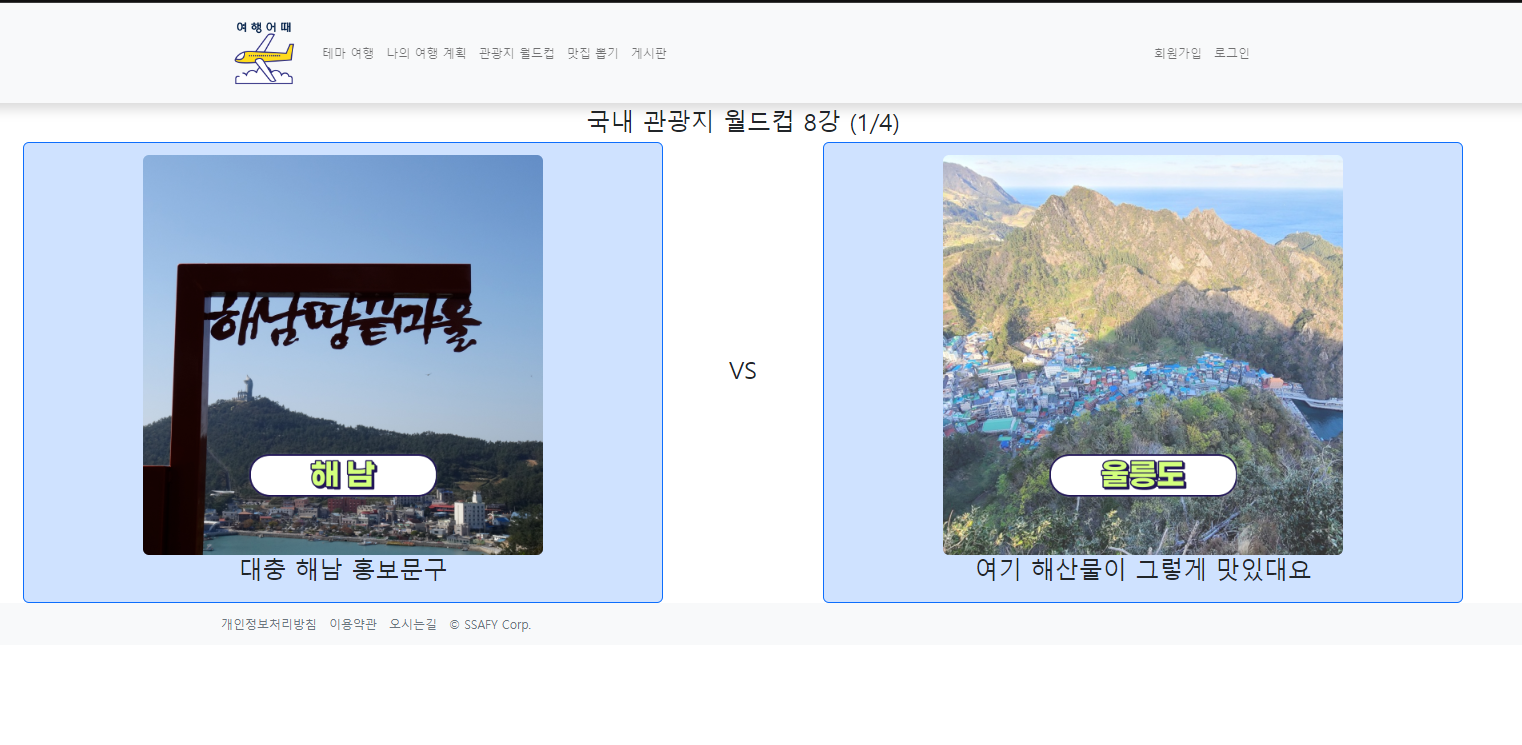 여행어때
테마 여행 나의 여행 계획 관광지 월드컵 맛집 뽑기 게시판 회원가입 로그인
국내 관광지 월드컵 8강 (1/4)
해남땅끝마을
해남
대충 해남 홍보문구
VS
울릉도
여기 해산물이 그렇게 맛있대요
개인정보처리방침 이용약관 오시는길 © SSAFY Corp.